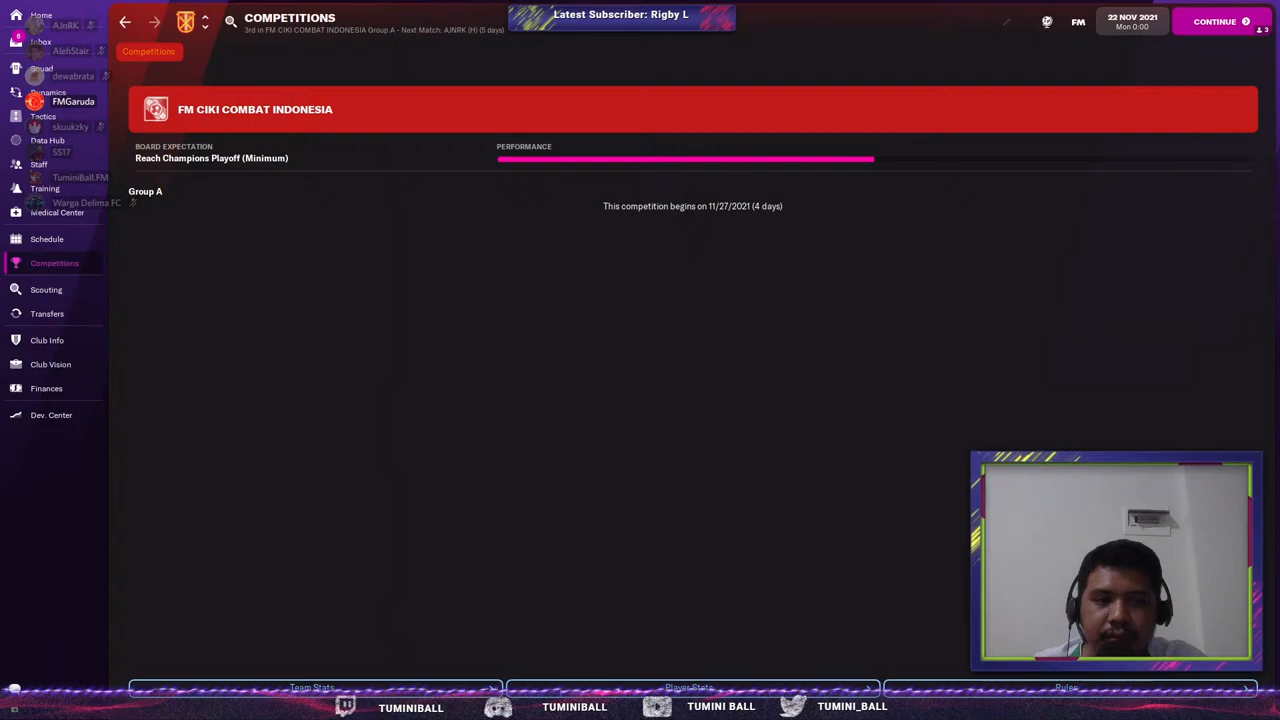 Latest Subscriber: Rigby L
COMPETITIONS
3rd in FM CIKI COMBAT INDONESIA Group A - Next Match: AJNRK (H) (5 days)
FM
22 NOV 2021
Mon 0:00
CONTINUE
3
Competitions
Home
AJnRK
6
Inbox
AlehStair
Squad
dewabrata
Dynamics
FMGaruda
Tactics
skuukzky
Data Hub
SS17
Staff
TuminiBall.FM
Training
Warga Delima FC
Medical Center
Schedule
Competitions
Scouting
Transfers
Club Info
Club Vision
Finances
Dev. Center
FM CIKI COMBAT INDONESIA
BOARD EXPECTATION
Reach Champions Playoff (Minimum)
PERFORMANCE
Group A
This competition begins on 11/27/2021 (4 days)
Team Stats
Player Stats
Rules
TUMINIBALL
TUMINIBALL
TUMINI BALL
TUMINI_BALL